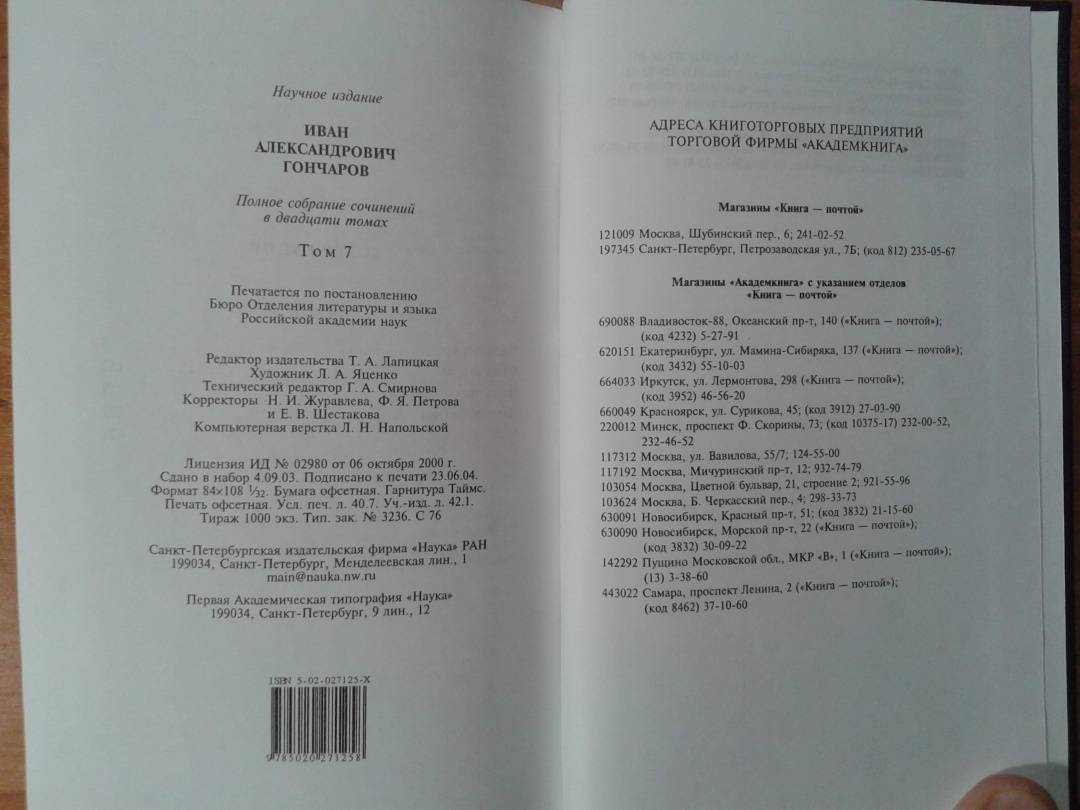 Научное издание
ИВАН
АЛЕКСАНДРОВИЧ
ГОНЧАРОВ
Полное собрание сочинений
в двадцати томах
Том 7
Печатается по постановлению
Бюро Отделения литературы и языка
Российской академии наук
Редактор издательства Т. А. Лапицкая
Художник Л. А. Яценко
Технический редактор Г. А. Смирнова
Корректоры Н. И. Журавлева, Ф. Я. Петрова
и Е. В. Шестакова
Компьютерная верстка Л. Н. Напольской
Лицензия ИД № 02980 от 06 октября 2000 г.
Сдано в набор 4.09.03. Подписано к печати 23.06.04.
Формат 84×108 1/32. Бумага офсетная. Гарнитура Таймс.
Печать офсетная. Усл. печ. л. 40.7. Уч.-изд. л. 42.1.
Тираж 1000 экз. Тип. зак. № 3236. С 76
Санкт-Петербургская издательская фирма «Наука» РАН
199034, Санкт-Петербург, Менделеевская лин., 1
main@nauka.nw.ru
Первая Академическая типография «Наука»
199034, Санкт-Петербург, 9 лин., 12
ISBN 5-02-027125-X
9785020271258
АДРЕСА КНИГОТОРГОВЫХ ПРЕДПРИЯТИЙ
ТОРГОВОЙ ФИРМЫ «АКАДЕМКНИГА»
Магазины «Книга — почтой»
121009 Москва, Шубинский пер., 6; 241-02-52
197345 Санкт-Петербург, Петрозаводская ул., 7Б; (код 812) 235-05-67
Магазины «Академкнига» с указанием отделов
«Книга — почтой»
690088 Владивосток-88, Океанский пр-т, 140 («Книга — почтой»);
(код 4232) 5-27-91
620151 Екатеринбург, ул. Мамина-Сибиряка, 137 («Книга — почтой»);
(код 3432) 55-10-03
664033 Иркутск, ул. Лермонтова, 298 («Книга — почтой»);
(код 3952) 46-56-20
660049 Красноярск, ул. Сурикова, 45; (код 3912) 27-03-90
220012 Минск, проспект Ф. Скорины, 73; (код 10375-17) 232-00-52,
232-46-52
117312 Москва, ул. Вавилова, 55/7; 124-55-00
117192 Москва, Мичуринский пр-т, 12; 932-74-79
103054 Москва, Цветной бульвар, 21, строение 2; 921-55-96
103624 Москва, Б. Черкасский пер., 4; 298-33-73
630091 Новосибирск, Красный пр-т, 51; (код 3832) 21-15-60
630090 Новосибирск, Морской пр-т, 22 («Книга — почтой»);
(код 3832) 30-09-22
142292 Пущино Московской обл., МКР «В», 1 («Книга — почтой»);
(13) 3-38-60
443022 Самара, проспект Ленина, 2 («Книга — почтой»);
(код 8462) 37-10-60